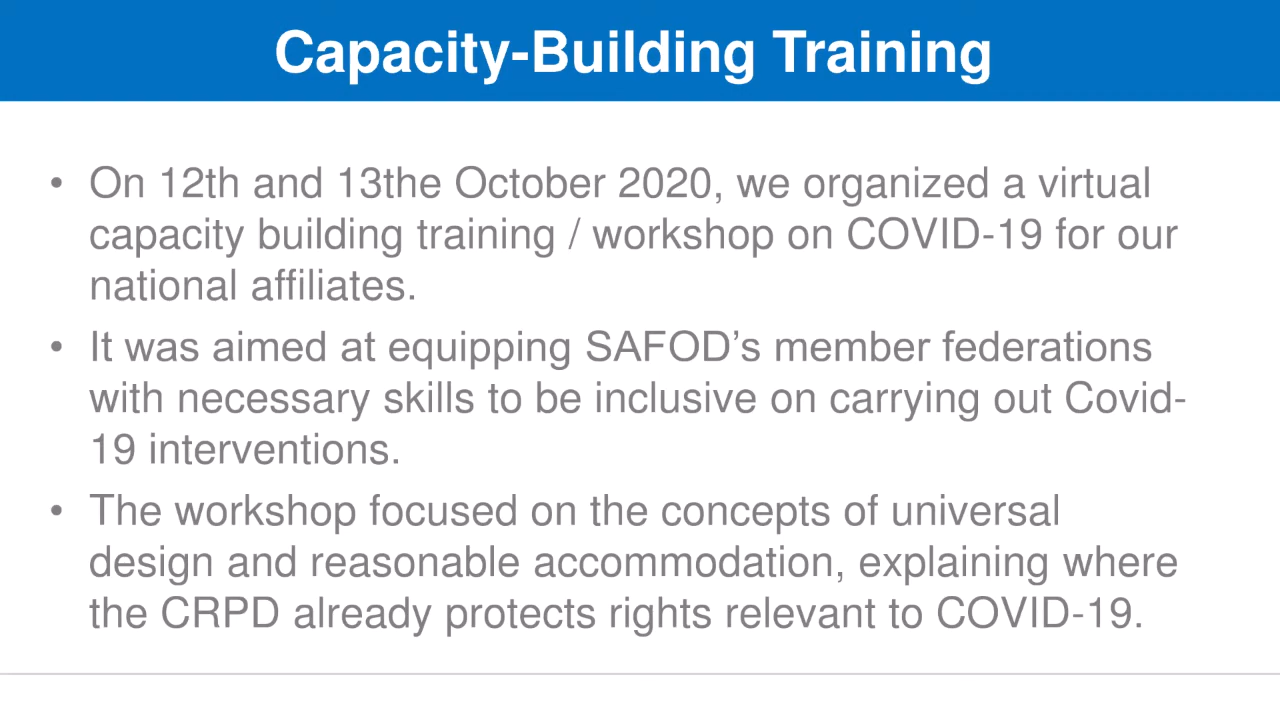 Capacity-Building Training
• On 12th and 13the October 2020, we organized a virtual
capacity building training / workshop on COVID-19 for our
national affiliates.
• It was aimed at equipping SAFOD’s member federations
with necessary skills to be inclusive on carrying out Covid-
19 interventions.
• The workshop focused on the concepts of universal
design and reasonable accommodation, explaining where
the CRPD already protects rights relevant to COVID-19.